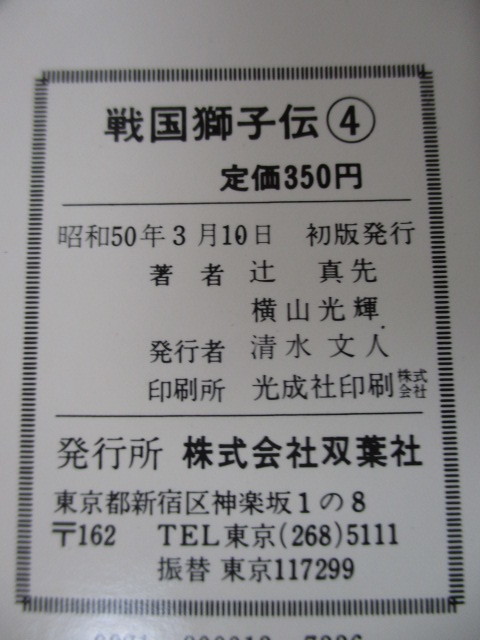 戦国獅子伝④
定価350円
昭和50年3月10日 初版発行
著者 辻 真先
横山光輝
発行者 清水文人
印刷所 光成社印刷株式会社
発行所 株式会社双葉社
東京都新宿区神楽坂1の8
〒162 TEL東京(268)5111
振替 東京117299